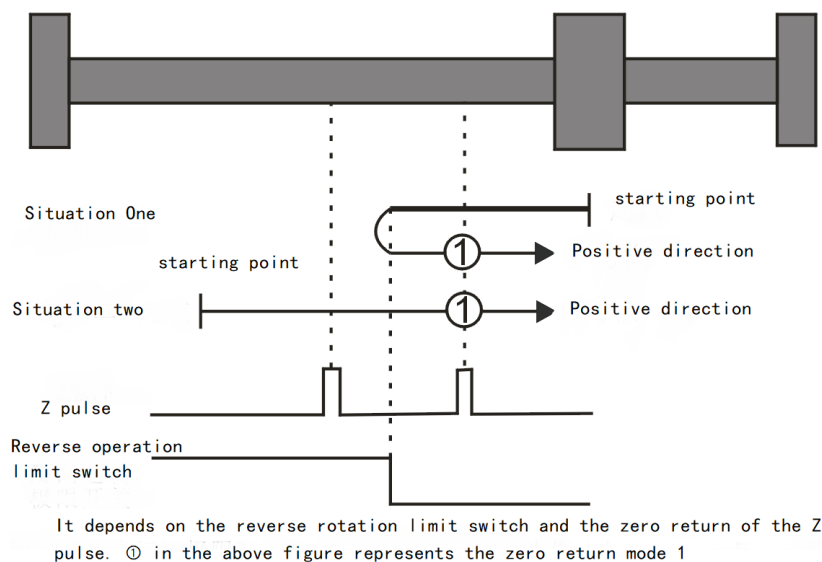 starting point
Situation One
①
Positive direction
starting point
Situation two
①
Positive direction
Z pulse
Reverse operation
limit switch
It depends on the reverse rotation limit switch and the zero return of the Z
pulse. ① in the above figure represents the zero return mode 1